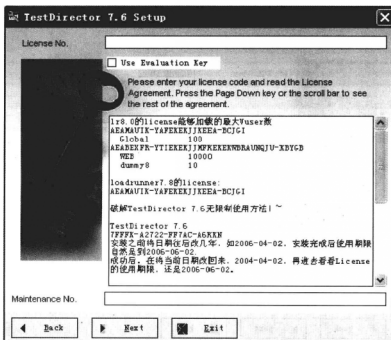 TestDirector 7.6 Setup
License No.
Use Evaluation Key
Please enter your license code and read the License
Agreement. Press the Page Down key or the scroll bar to see
the rest of the agreement.
lr8.0的license能够加载的最大Vuser数
AEAMAUIK-YAFEKEKJJKEEA-BCJGI
Global 100
AEABEXFR-YTIEKEKJJMFKEKEKWBRAUNQJU-KBYGB
WEB 10000
dummy8 10
loadrunner7.8的license:
AEAMAUIK-YAFEKEKJJKEEA-BCJGI
破解TestDirector 7.6无限制使用方法!~
TestDirector 7.6
7FFFX-A2722-FF7AC-A6KXN
安装之前将日期往后改几年,如2006-04-02,安装完成后使用期限
自然是到2006-06-02。
成功后,在将当前日期改回来,2004-04-02,再进去看看License
的使用期限,还是2006-06-02。
Maintenance No.
Back
Next
Exit